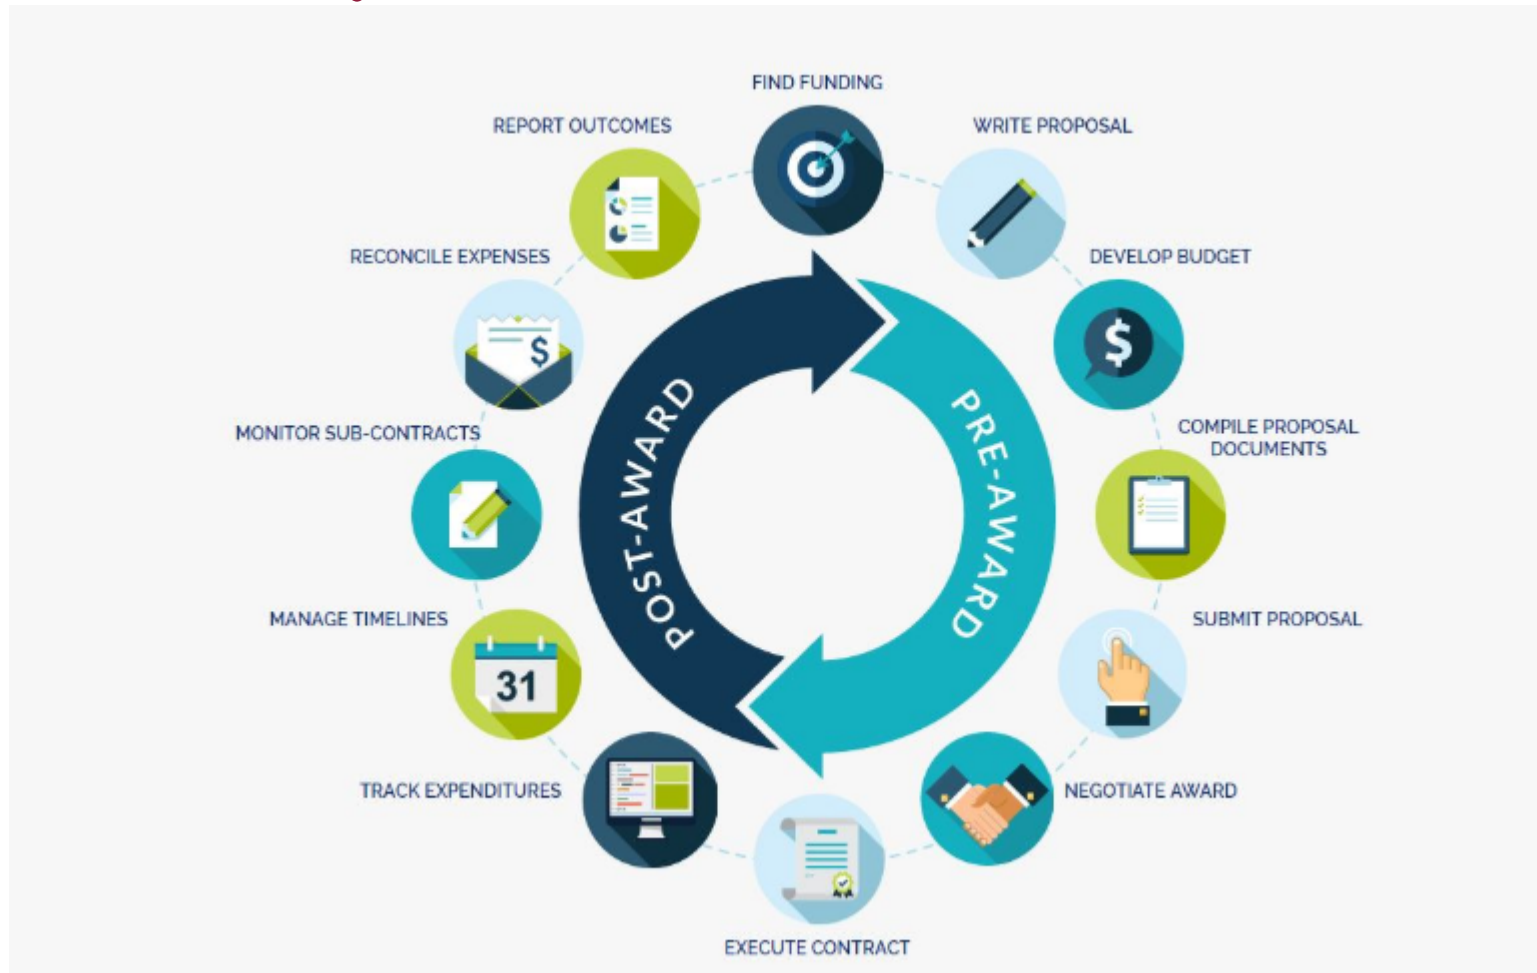 FIND FUNDING
WRITE PROPOSAL
DEVELOP BUDGET
COMPILE PROPOSAL
DOCUMENTS
SUBMIT PROPOSAL
NEGOTIATE AWARD
EXECUTE CONTRACT
TRACK EXPENDITURES
MANAGE TIMELINES
31
MONITOR SUB-CONTRACTS
RECONCILE EXPENSES
$
REPORT OUTCOMES
$
POST-AWARD
PRE-AWARD